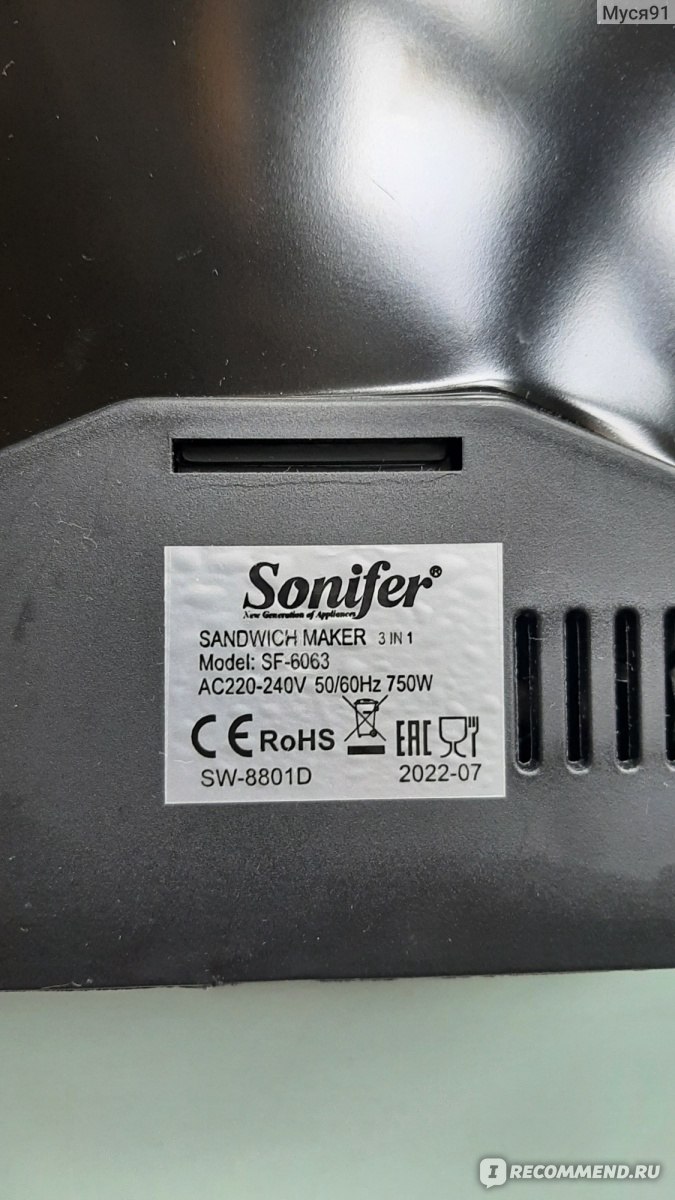 Муся91
Sonifer®
New Generation of Appliances
SANDWICH MAKER 3 IN 1
Model: SF-6063
AC220-240V 50/60Hz 750W
CE RoHS EAC
SW-8801D 2022-07
IRECOMMEND.RU